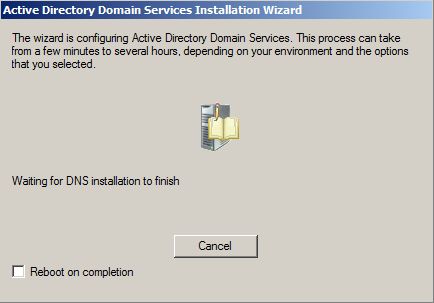 Active Directory Domain Services Installation Wizard
The wizard is configuring Active Directory Domain Services. This process can take
from a few minutes to several hours, depending on your environment and the options
that you selected.
Waiting for DNS installation to finish
Cancel
Reboot on completion